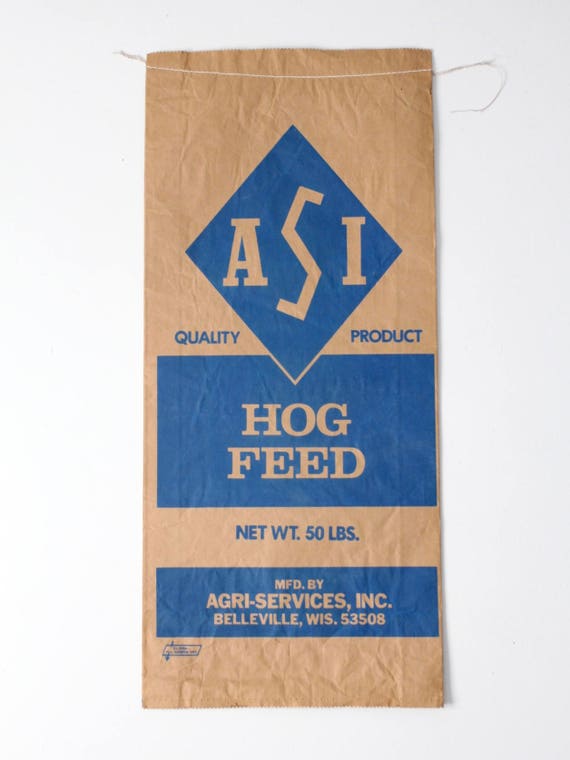 ASI
QUALITY PRODUCT
HOG
FEED
NET WT. 50 LBS.
MFD. BY
AGRI-SERVICES, INC.
BELLEVILLE, WIS. 53508